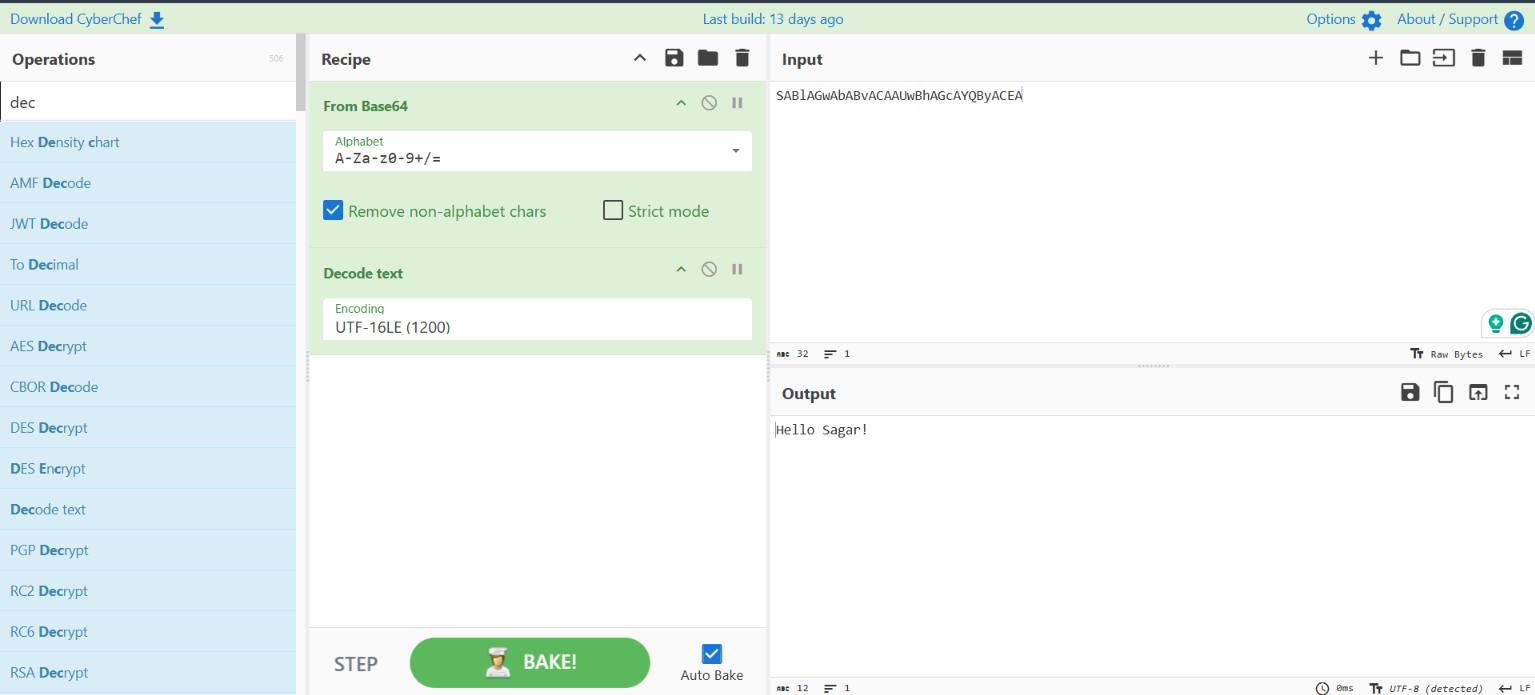 Download CyberChef
Last build: 13 days ago
Options
About / Support
Operations
506
dec
Hex Density chart
AMF Decode
JWT Decode
To Decimal
URL Decode
AES Decrypt
CBOR Decode
DES Decrypt
DES Encrypt
Decode text
PGP Decrypt
RC2 Decrypt
RC6 Decrypt
RSA Decrypt
Recipe
From Base64
Alphabet
A-Za-z0-9+/=
Remove non-alphabet chars
Strict mode
Decode text
Encoding
UTF-16LE (1200)
STEP
BAKE!
Auto Bake
Input
SABlAGwAbABvACAAUwBhAGcAYQByACEA
ABC 32
1
Tт Raw Bytes
LF
Output
Hello Sagar!
ABC 12
1
0ms
Tт UTF-8 (detected)
LF